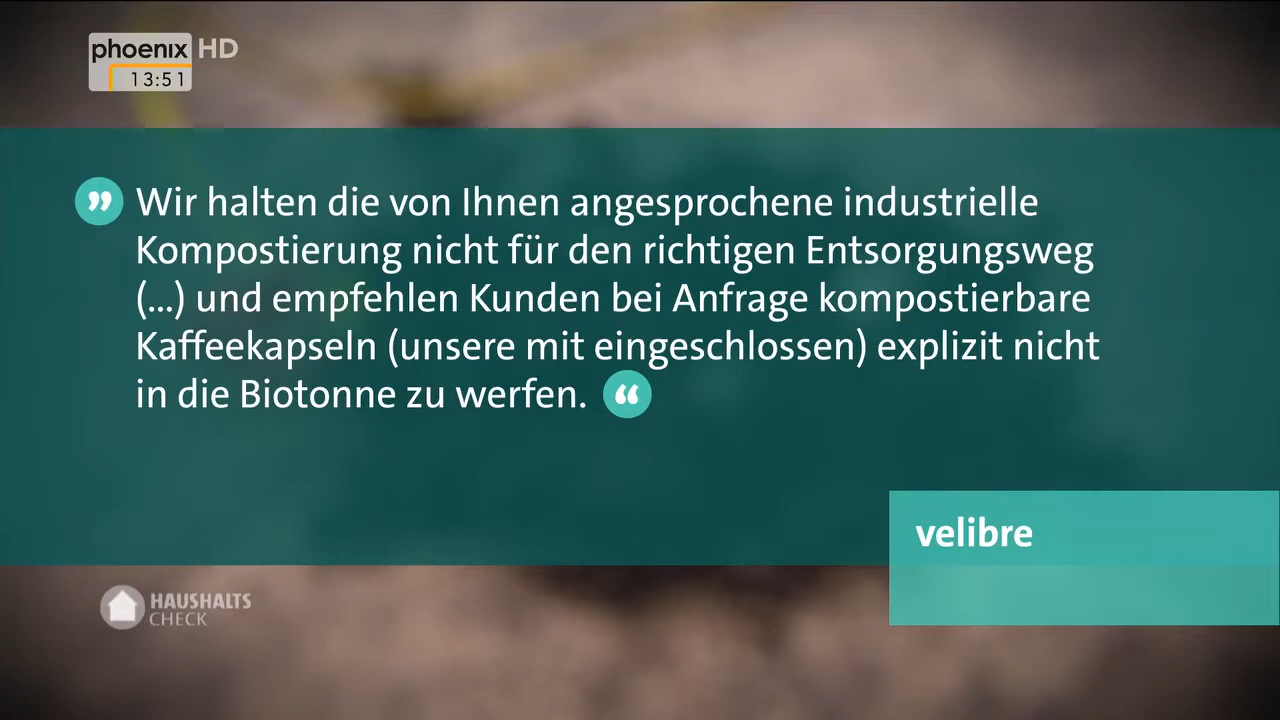 phoenix HD
13:51
„Wir halten die von Ihnen angesprochene industrielle
Kompostierung nicht für den richtigen Entsorgungsweg
(...) und empfehlen Kunden bei Anfrage kompostierbare
Kaffeekapseln (unsere mit eingeschlossen) explizit nicht
in die Biotonne zu werfen.“
velibre
HAUSHALTS
CHECK